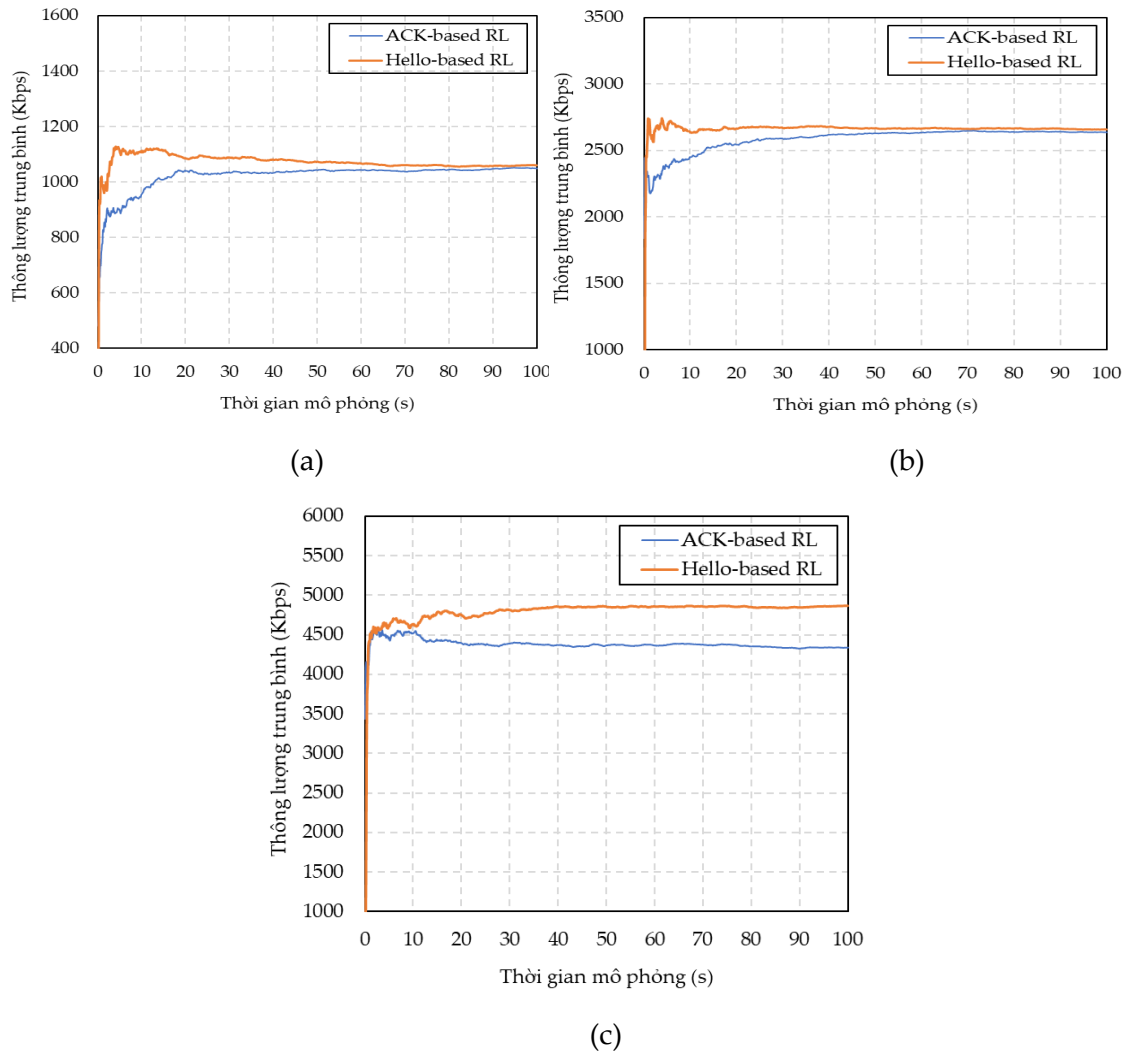 1600
1400
1200
1000
800
600
400
Thông lượng trung bình (Kbps)
ACK-based RL
Hello-based RL
0 10 20 30 40 50 60 70 80 90 100
Thời gian mô phỏng (s)
(a)
3500
3000
2500
2000
1500
1000
Thông lượng trung bình (Kbps)
ACK-based RL
Hello-based RL
0 10 20 30 40 50 60 70 80 90 100
Thời gian mô phỏng (s)
(b)
6000
5500
5000
4500
4000
3500
3000
2500
2000
1500
1000
Thông lượng trung bình (Kbps)
ACK-based RL
Hello-based RL
0 10 20 30 40 50 60 70 80 90 100
Thời gian mô phỏng (s)
(c)